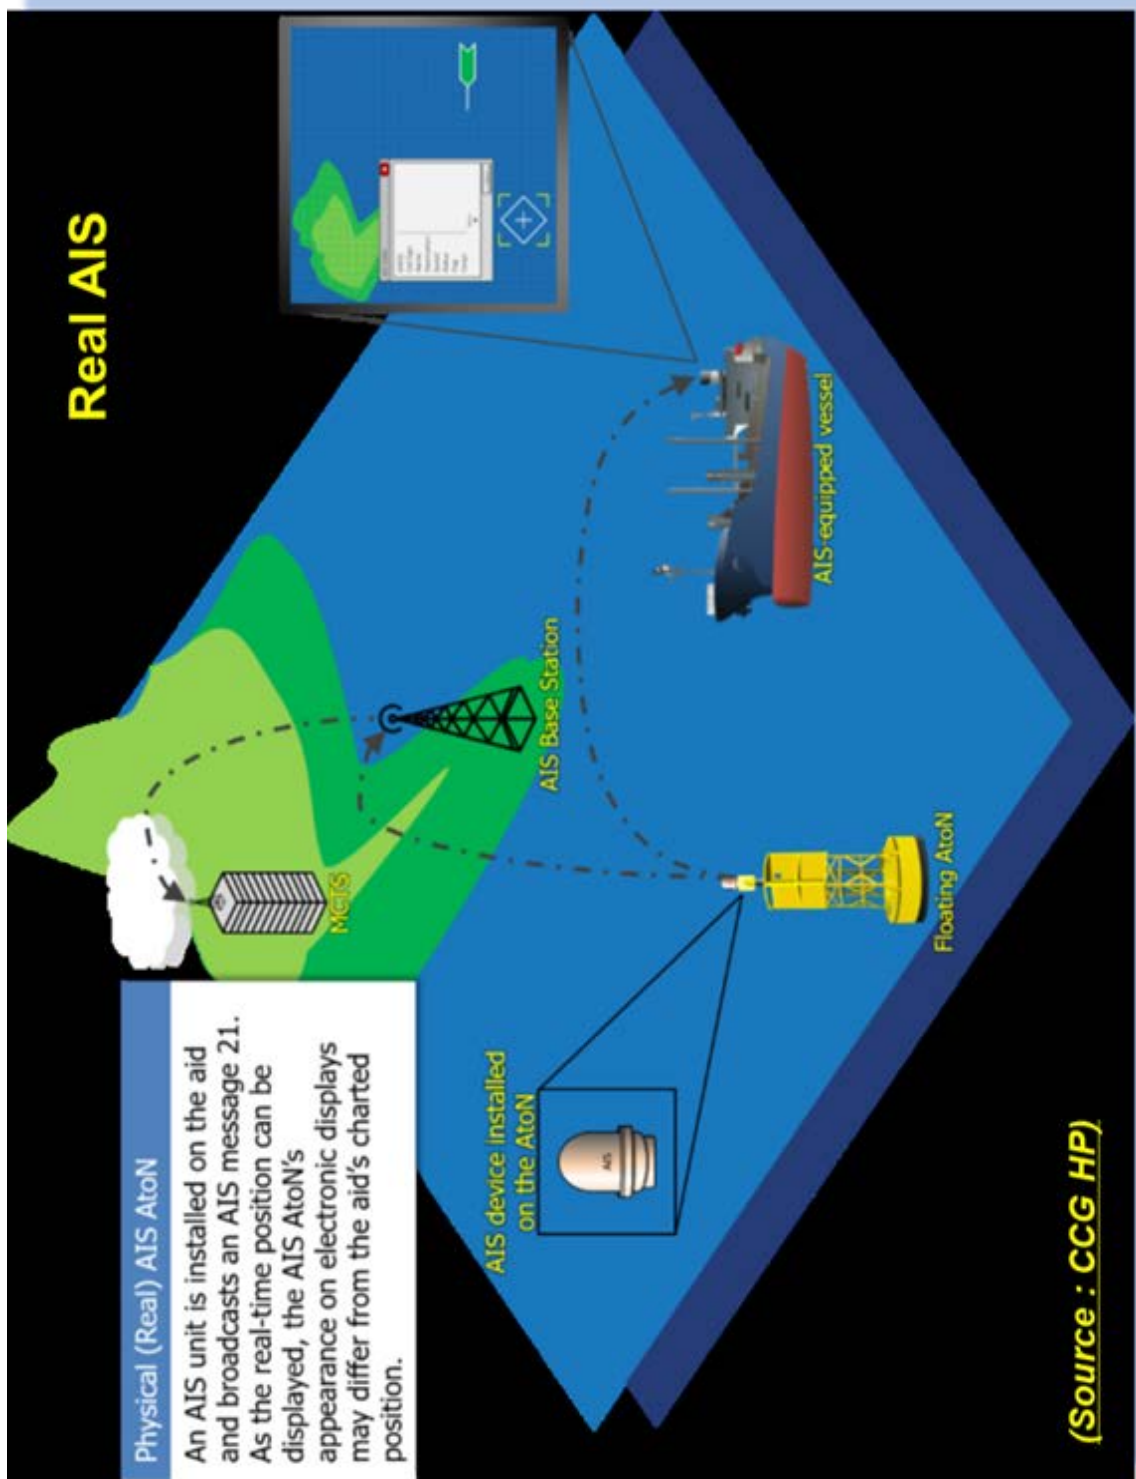 Real AIS
Physical (Real) AIS AtoN
An AIS unit is installed on the aid
and broadcasts an AIS message 21.
As the real-time position can be
displayed, the AIS AtoN's
appearance on electronic displays
may differ from the aid's charted
position.
MCTS
AIS Base Station
AIS device installed
on the AtoN
AIS
Floating AtoN
AIS-equipped vessel
(Source : CCG HP)